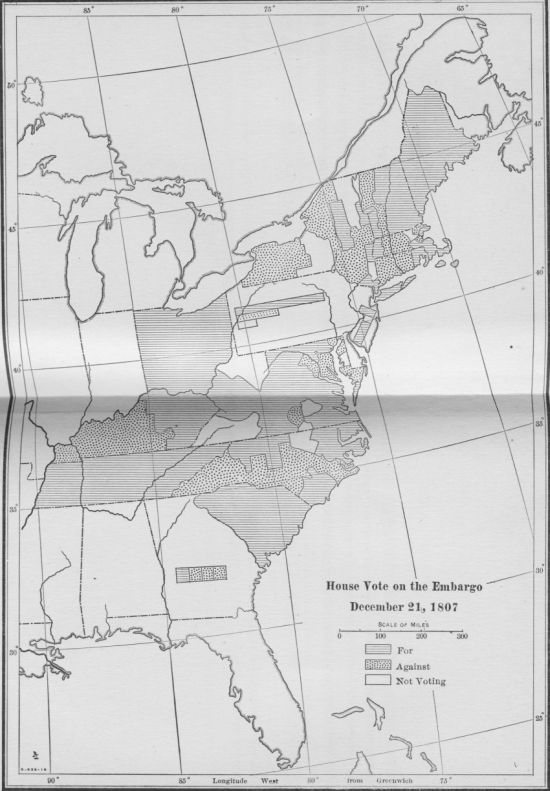 85° 80° 75° 70° 65°
50°
45°
45°
40°
40°
35°
35°
30°
30°
25°
House Vote on the Embargo
December 21, 1807
SCALE OF MILES
0 100 200 300
For
Against
Not Voting
90° 85° Longitude West 80° from Greenwich 75°